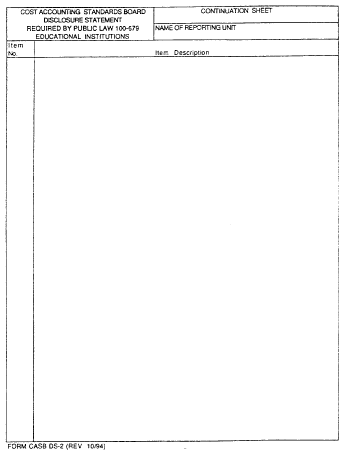 COST ACCOUNTING STANDARDS BOARD
DISCLOSURE STATEMENT
REQUIRED BY PUBLIC LAW 100-679
EDUCATIONAL INSTITUTIONS
CONTINUATION SHEET
NAME OF REPORTING UNIT
Item
No.
Item Description
FORM CASB DS-2 (REV 10/94)